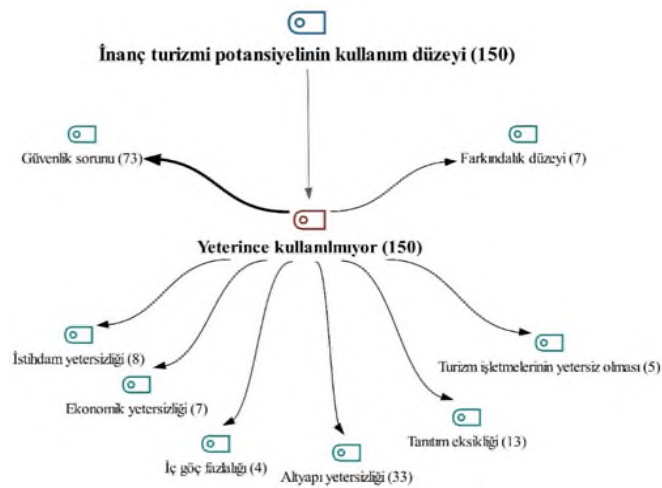 İnanç turizmi potansiyelinin kullanım düzeyi (150)
Güvenlik sorunu (73)
Farkındalık düzeyi (7)
Yeterince kullanılmıyor (150)
İstihdam yetersizliği (8)
Turizm işletmelerinin yetersiz olması (5)
Ekonomik yetersizliği (7)
Tanıtım eksikliği (13)
İç göç fazlalığı (4)
Altyapı yetersizliği (33)